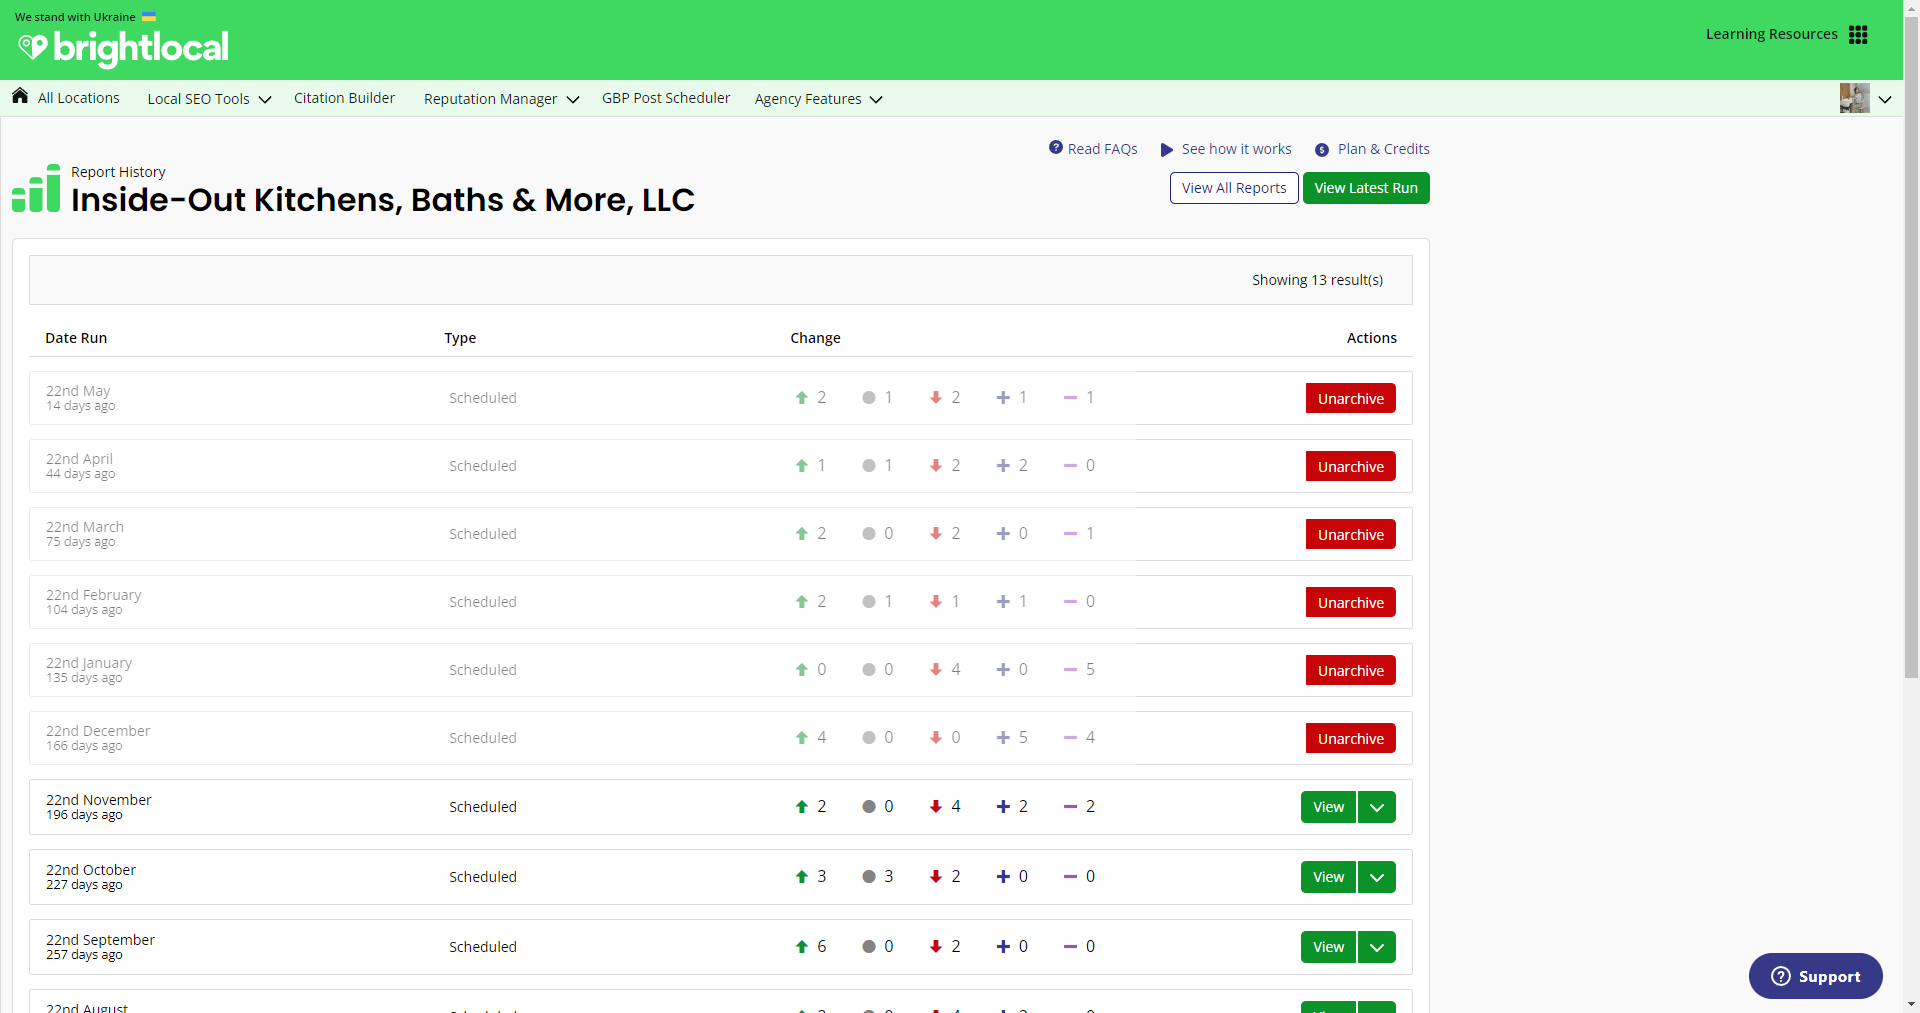 We stand with Ukraine
brightlocal
Learning Resources
All Locations Local SEO Tools Citation Builder Reputation Manager GBP Post Scheduler Agency Features
Read FAQs See how it works Plan & Credits
Report History
Inside-Out Kitchens, Baths & More, LLC
View All Reports View Latest Run
Showing 13 result(s)
Date Run Type Change Actions
22nd May
14 days ago
Scheduled 2 1 2 1 1 Unarchive
22nd April
44 days ago
Scheduled 1 1 2 2 0 Unarchive
22nd March
75 days ago
Scheduled 2 0 2 0 1 Unarchive
22nd February
104 days ago
Scheduled 2 1 1 1 0 Unarchive
22nd January
135 days ago
Scheduled 0 0 4 0 5 Unarchive
22nd December
166 days ago
Scheduled 4 0 0 5 4 Unarchive
22nd November
196 days ago
Scheduled 2 0 4 2 2 View
22nd October
227 days ago
Scheduled 3 3 2 0 0 View
22nd September
257 days ago
Scheduled 6 0 2 0 0 View
22nd August
Support